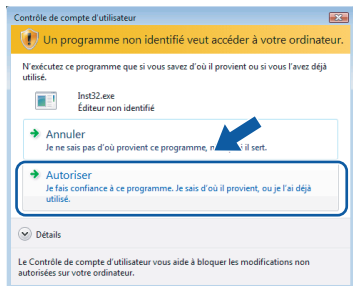 Contrôle de compte d'utilisateur
Un programme non identifié veut accéder à votre ordinateur.
N'exécutez ce programme que si vous savez d'où il provient ou si vous l'avez déjà
utilisé.
Inst32.exe
Éditeur non identifié
Annuler
Je ne sais pas d'où provient ce programme, il sert.
Autoriser
Je fais confiance à ce programme. Je sais d'où il provient, ou je l'ai déjà
utilisé.
Détails
Le Contrôle de compte d'utilisateur vous aide à bloquer les modifications non
autorisées sur votre ordinateur.